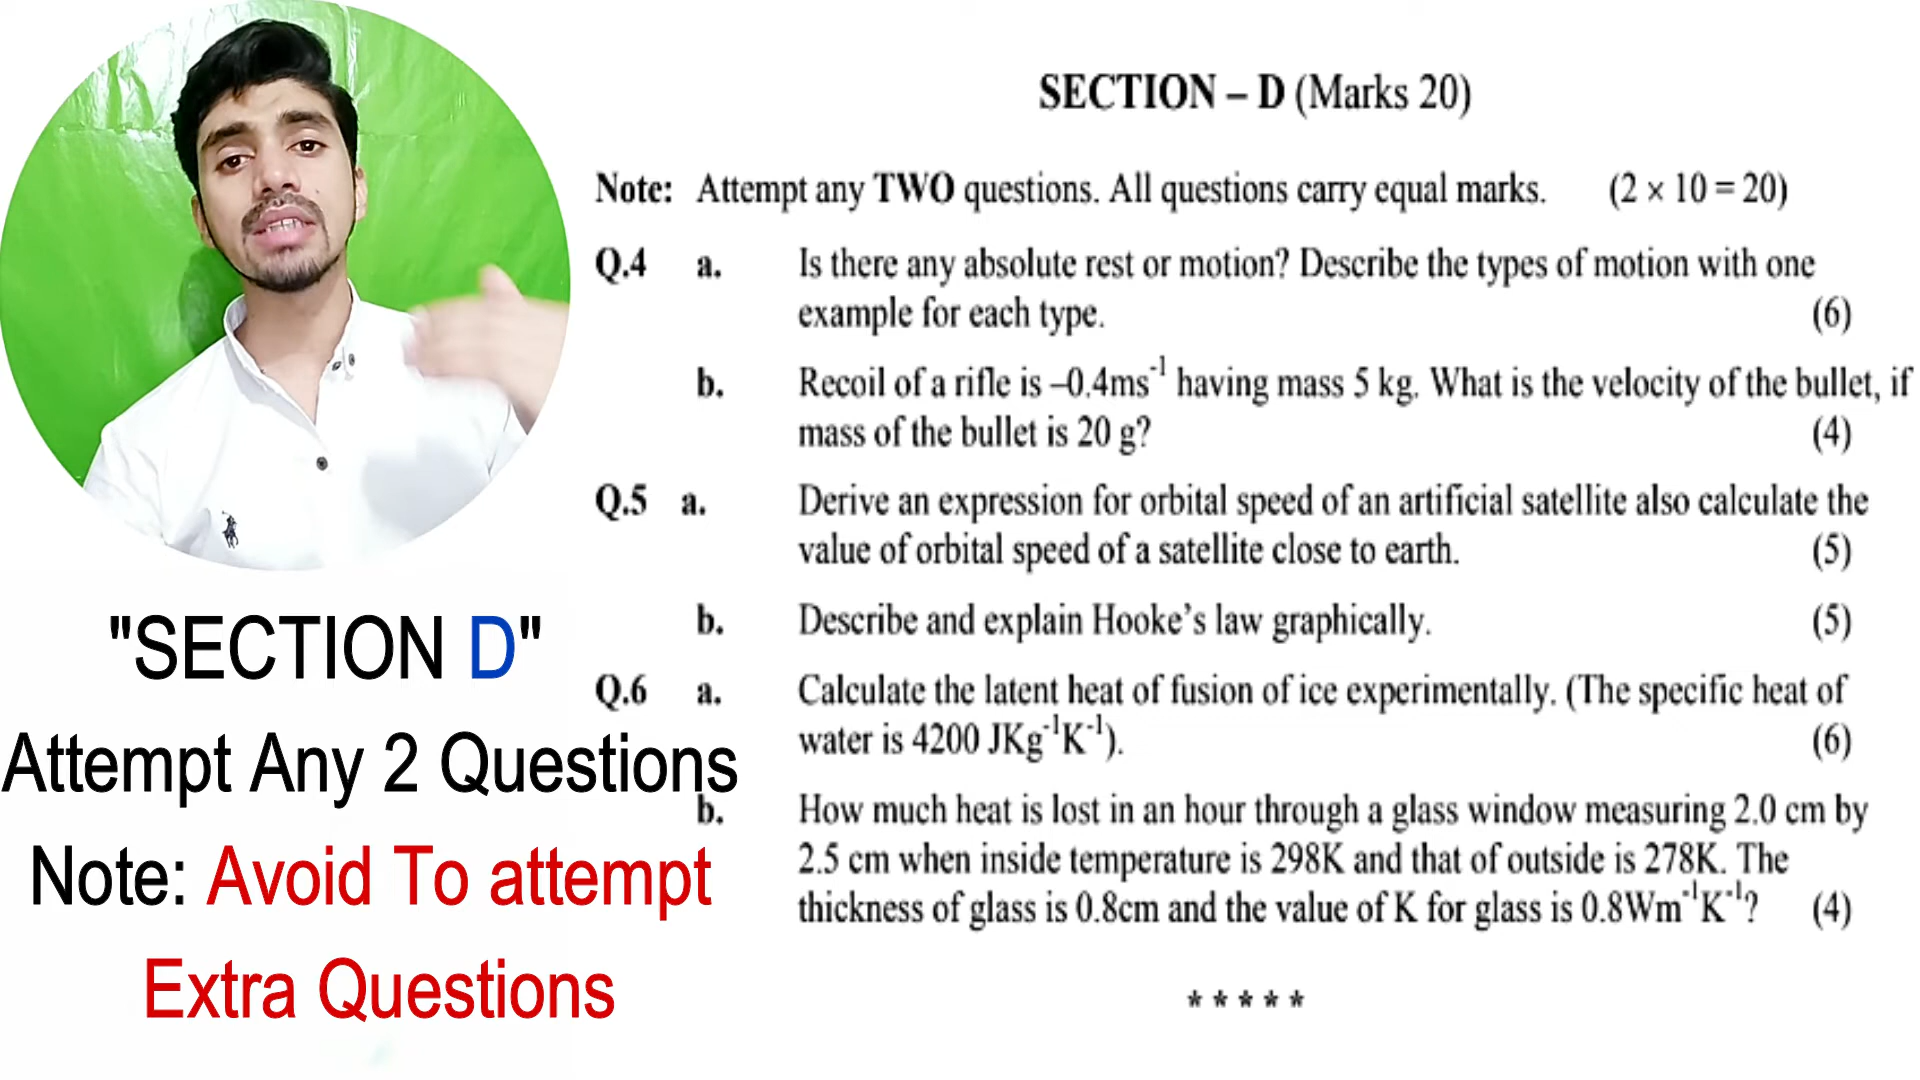 SECTION – D (Marks 20)
Note: Attempt any TWO questions. All questions carry equal marks. (2 × 10 = 20)
Q.4 a. Is there any absolute rest or motion? Describe the types of motion with one
example for each type. (6)
b. Recoil of a rifle is –0.4ms⁻¹ having mass 5 kg. What is the velocity of the bullet, if
mass of the bullet is 20 g? (4)
Q.5 a. Derive an expression for orbital speed of an artificial satellite also calculate the
value of orbital speed of a satellite close to earth. (5)
b. Describe and explain Hooke's law graphically. (5)
Q.6 a. Calculate the latent heat of fusion of ice experimentally. (The specific heat of
water is 4200 JKg⁻¹K⁻¹). (6)
b. How much heat is lost in an hour through a glass window measuring 2.0 cm by
2.5 cm when inside temperature is 298K and that of outside is 278K. The
thickness of glass is 0.8cm and the value of K for glass is 0.8Wm⁻¹K⁻¹? (4)
*****
"SECTION D"
Attempt Any 2 Questions
Note: Avoid To attempt
Extra Questions